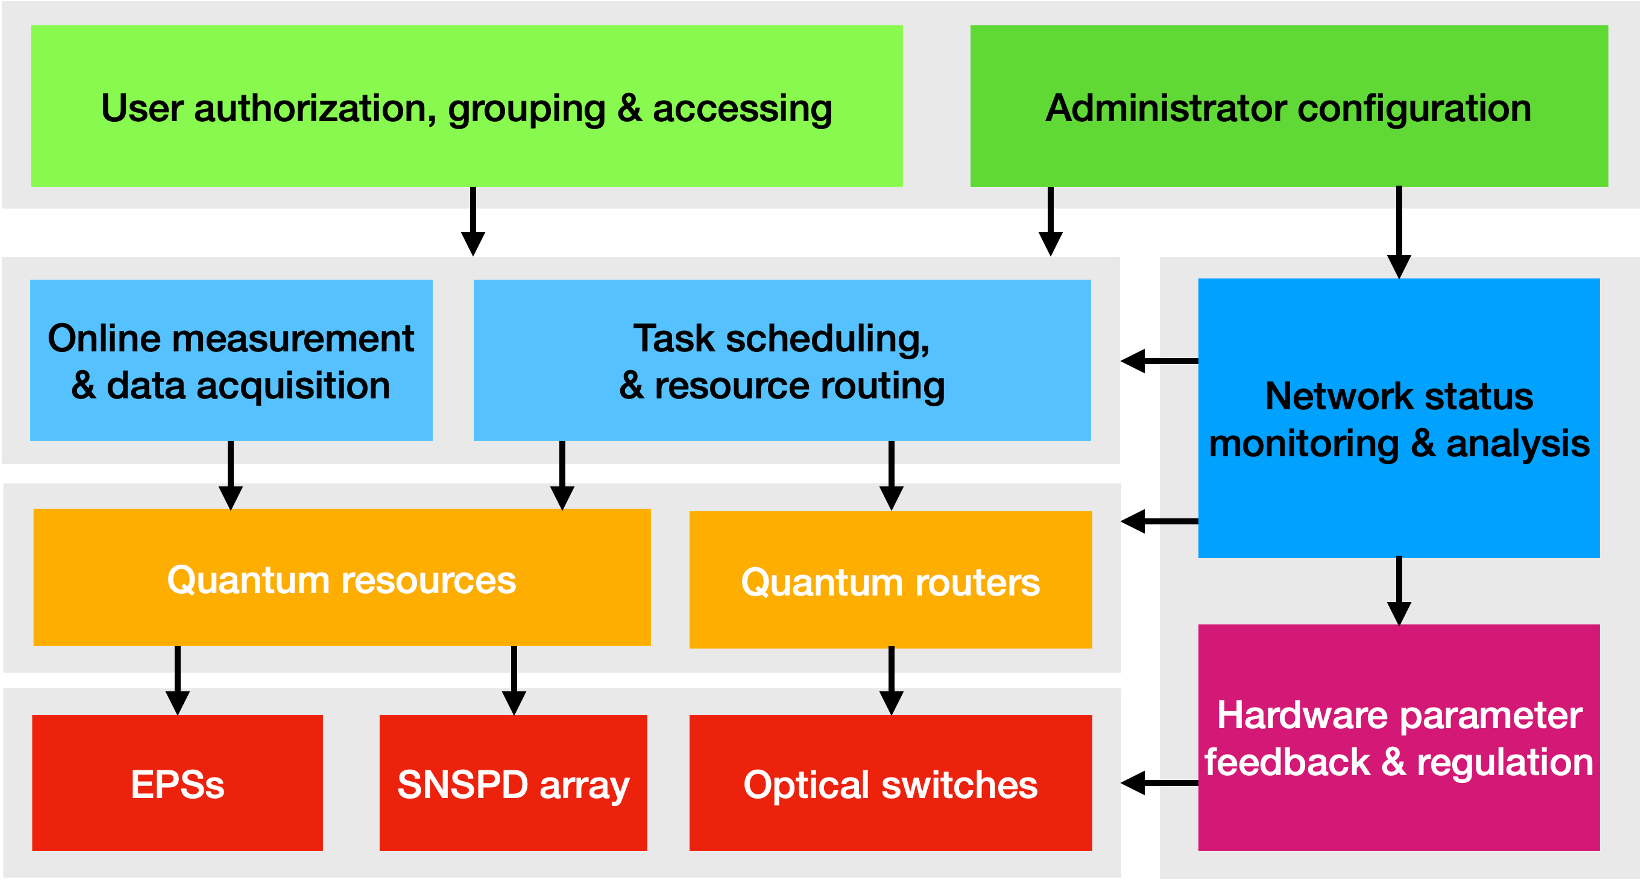 User authorization, grouping & accessing
Administrator configuration
Online measurement
& data acquisition
Task scheduling,
& resource routing
Network status
monitoring & analysis
Quantum resources
Quantum routers
Hardware parameter
feedback & regulation
EPSs
SNSPD array
Optical switches